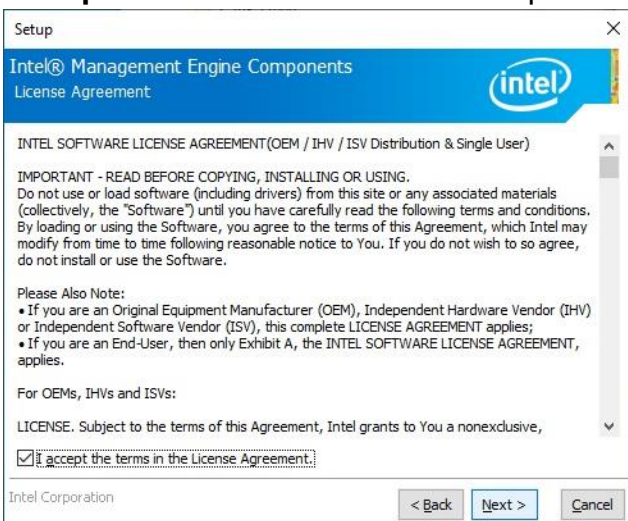 Setup
Intel® Management Engine Components
License Agreement
intel
INTEL SOFTWARE LICENSE AGREEMENT(OEM / IHV / ISV Distribution & Single User)
IMPORTANT - READ BEFORE COPYING, INSTALLING OR USING.
Do not use or load software (including drivers) from this site or any associated materials
(collectively, the "Software") until you have carefully read the following terms and conditions.
By loading or using the Software, you agree to the terms of this Agreement, which Intel may
modify from time to time following reasonable notice to You. If you do not wish to so agree,
do not install or use the Software.
Please Also Note:
• If you are an Original Equipment Manufacturer (OEM), Independent Hardware Vendor (IHV)
or Independent Software Vendor (ISV), this complete LICENSE AGREEMENT applies;
• If you are an End-User, then only Exhibit A, the INTEL SOFTWARE LICENSE AGREEMENT,
applies.
For OEMs, IHVs and ISVs:
LICENSE. Subject to the terms of this Agreement, Intel grants to You a nonexclusive,
I accept the terms in the License Agreement.
Intel Corporation
< Back Next > Cancel